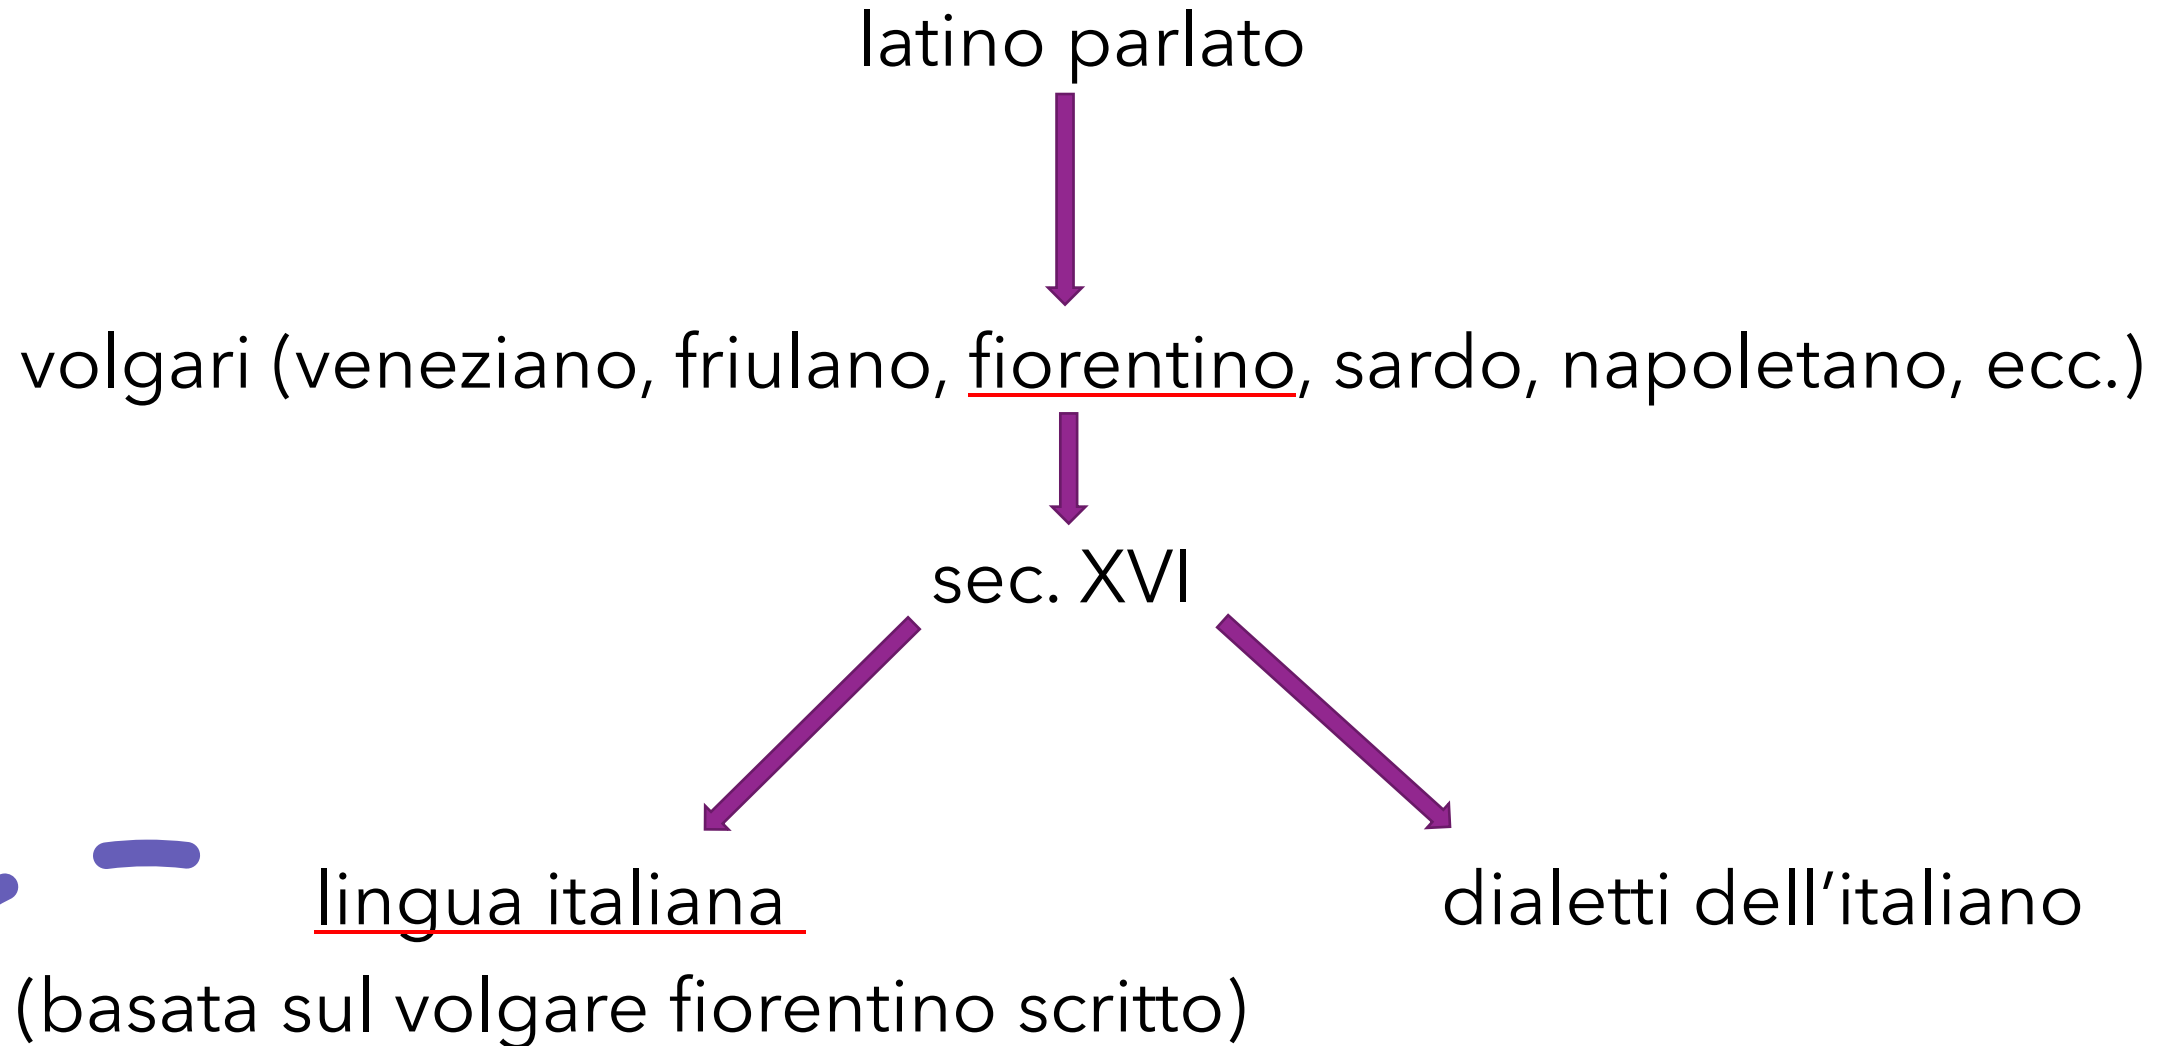 latino parlato
volgari (veneziano, friulano, fiorentino, sardo, napoletano, ecc.)
sec. XVI
lingua italiana
dialetti dell’italiano
(basata sul volgare fiorentino scritto)